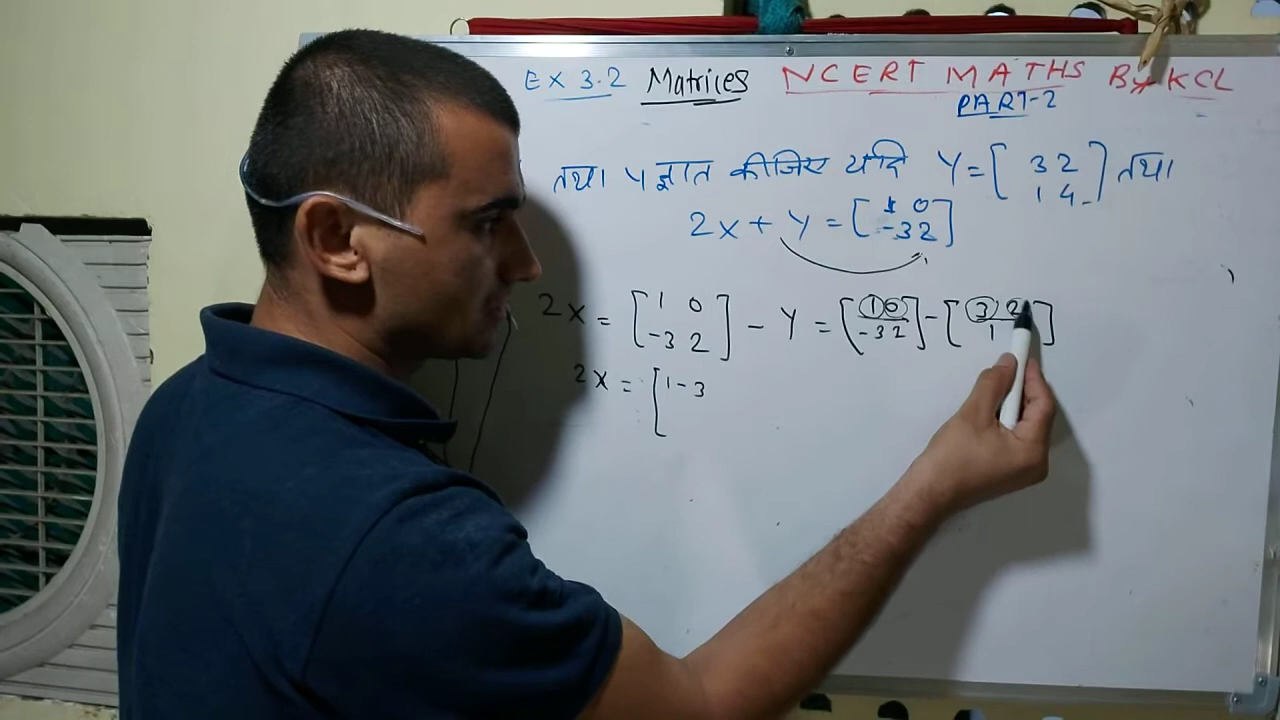 EX 3.2 Matrices NCERT MATHS By KCL
PART-2
तथा Y ज्ञात कीजिए यदि Y = [ 3 2
1 4 ] तथा
2x + y = [ 1 0
-3 2 ]
2x = [ 1 0
-3 2 ] - Y = [ 1 0
-3 2 ] - [ 3 2
1 ]
2x = [ 1 - 3